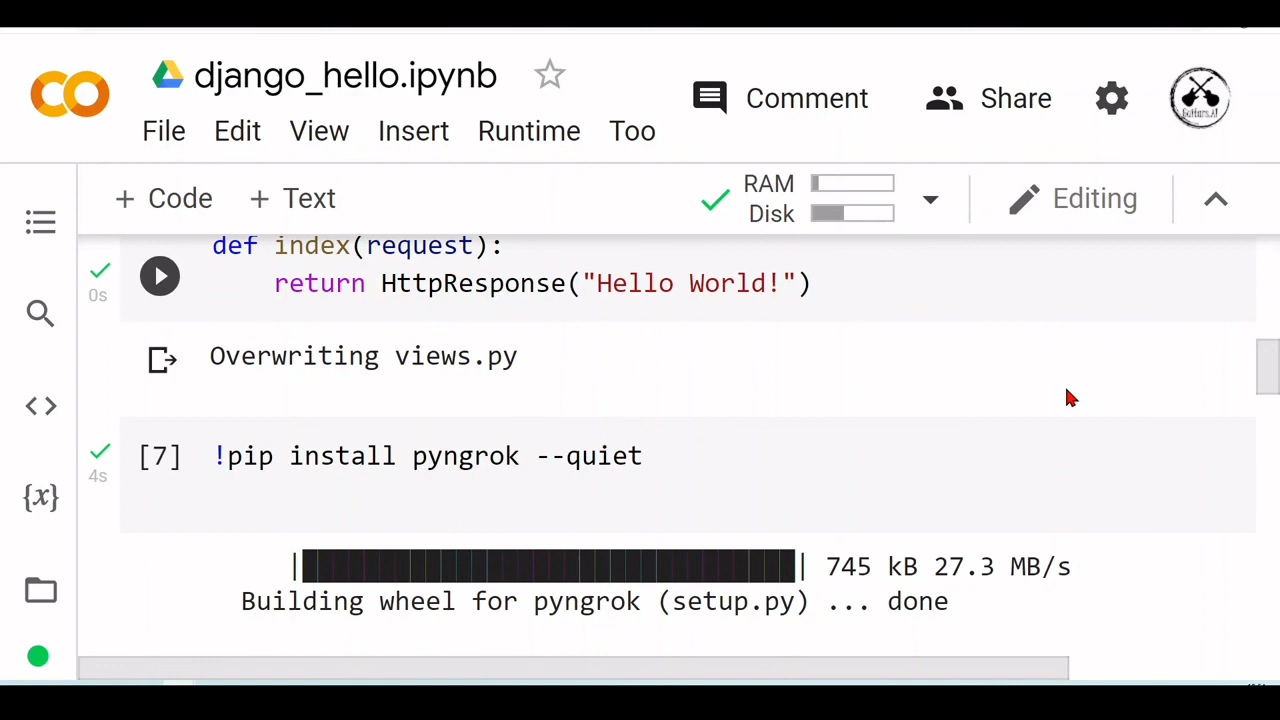 django_hello.ipynb
Comment
Share
File Edit View Insert Runtime Too
+ Code + Text
RAM
Disk
Editing
def index(request):
0s
return HttpResponse("Hello World!")
Overwriting views.py
[7] !pip install pyngrok --quiet
4s
{x}
745 kB 27.3 MB/s
Building wheel for pyngrok (setup.py) ... done